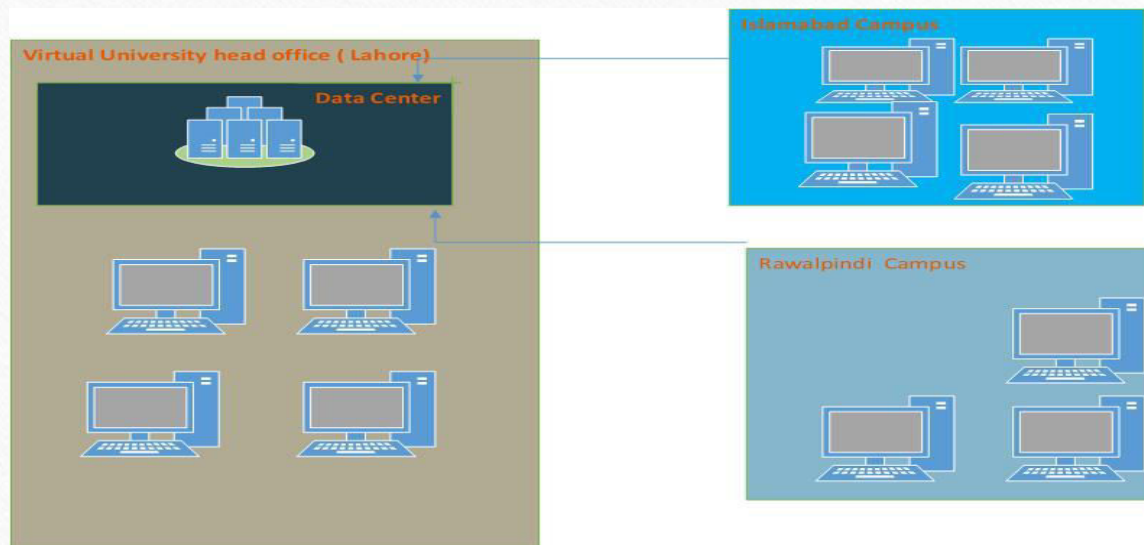 Virtual University head office ( Lahore)
Data Center
Islamabad Campus
Rawalpindi Campus